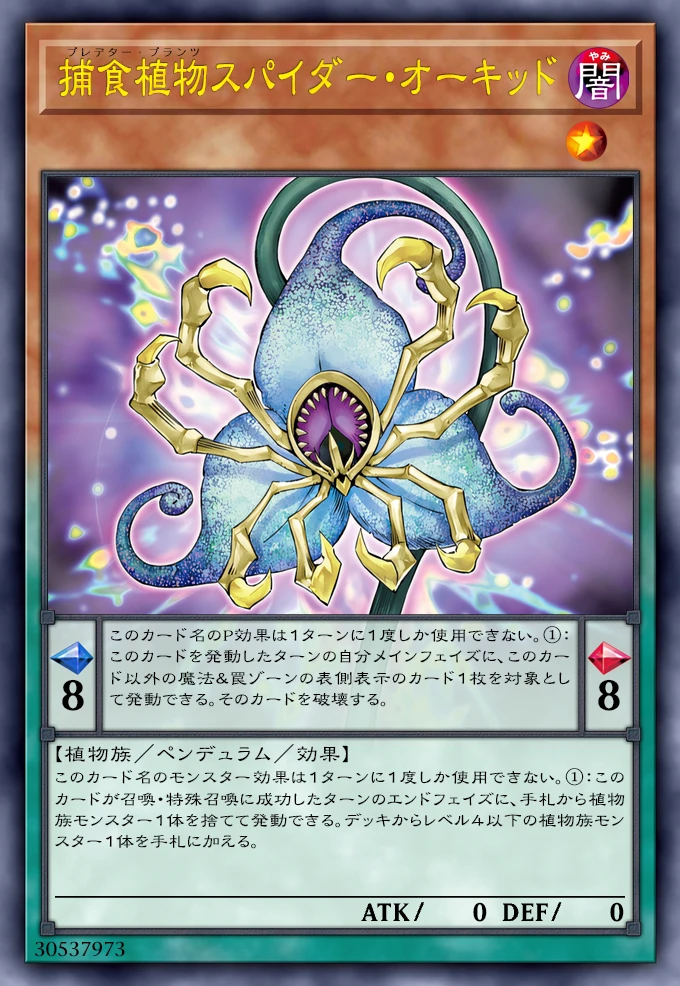 プレデター・プランツ
捕食植物スパイダー・オーキッド
やみ
闇
8
このカード名のP効果は1ターンに1度しか使用できない。①:
このカードを発動したターンの自分メインフェイズに、このカー
ド以外の魔法&罠ゾーンの表側表示のカード1枚を対象とし
て発動できる。そのカードを破壊する。
8
【植物族/ペンデュラム/効果】
このカード名のモンスター効果は1ターンに1度しか使用できない。①:この
カードが召喚・特殊召喚に成功したターンのエンドフェイズに、手札から植物
族モンスター1体を捨てて発動できる。デッキからレベル4以下の植物族モン
スター1体を手札に加える。
ATK/ 0 DEF/ 0
30537973